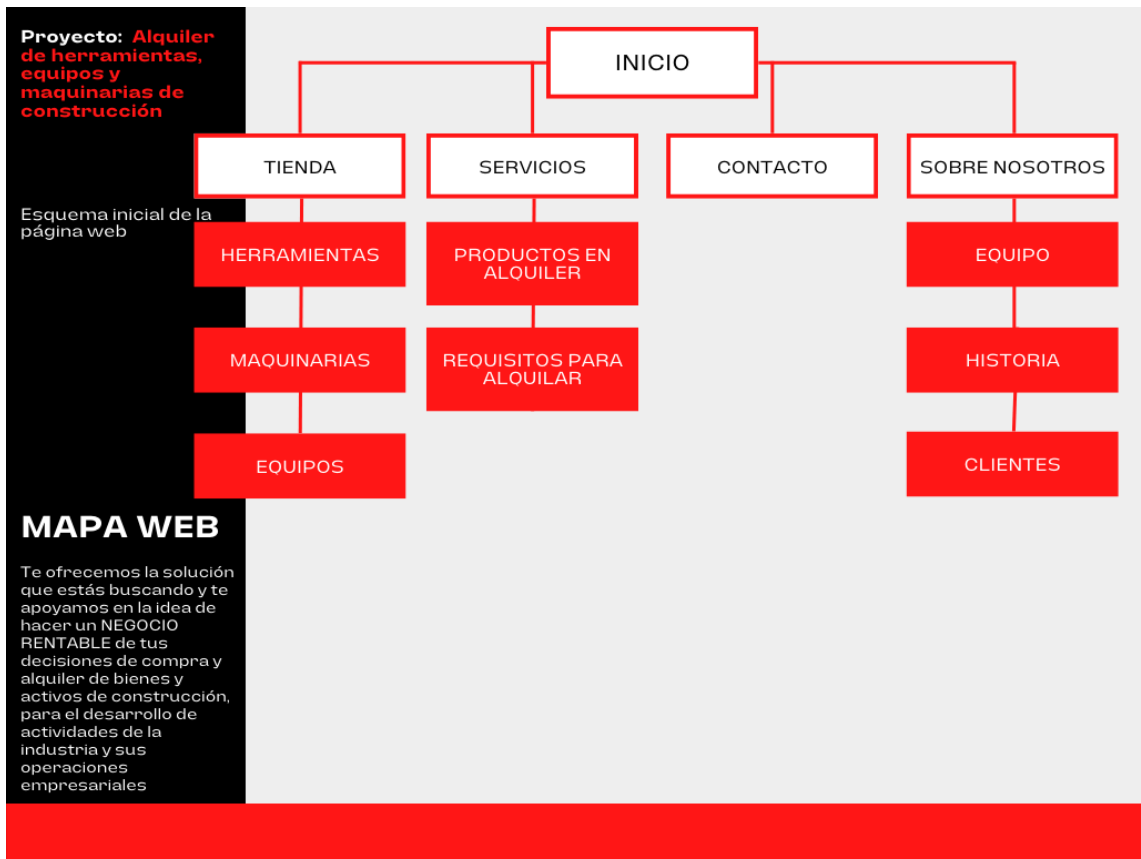 Proyecto: Alquiler
de herramientas,
equipos y
maquinarias de
construcción
INICIO
TIENDA
SERVICIOS
CONTACTO
SOBRE NOSOTROS
Esquema inicial de la
página web
HERRAMIENTAS
PRODUCTOS EN
ALQUILER
EQUIPO
MAQUINARIAS
REQUISITOS PARA
ALQUILAR
HISTORIA
EQUIPOS
CLIENTES
MAPA WEB
Te ofrecemos la solución
que estás buscando y te
apoyamos en la idea de
hacer un NEGOCIO
RENTABLE de tus
decisiones de compra y
alquiler de bienes y
activos de construcción,
para el desarrollo de
actividades de la
industria y sus
operaciones
empresariales